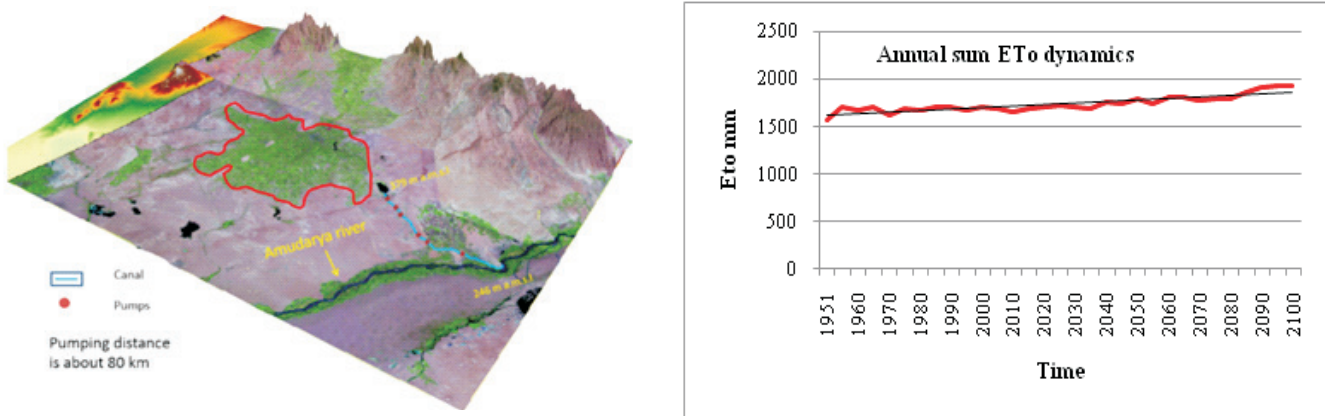 379 m a.m.s.l
Amudarya river
246 m a.m.s.l
Canal
Pumps
Pumping distance
is about 80 km
Annual sum ETo dynamics
Eto mm
2500
2000
1500
1000
500
0
1951
1960
1970
1980
1990
2000
2010
2020
2030
2040
2050
2060
2070
2080
2090
2100
Time